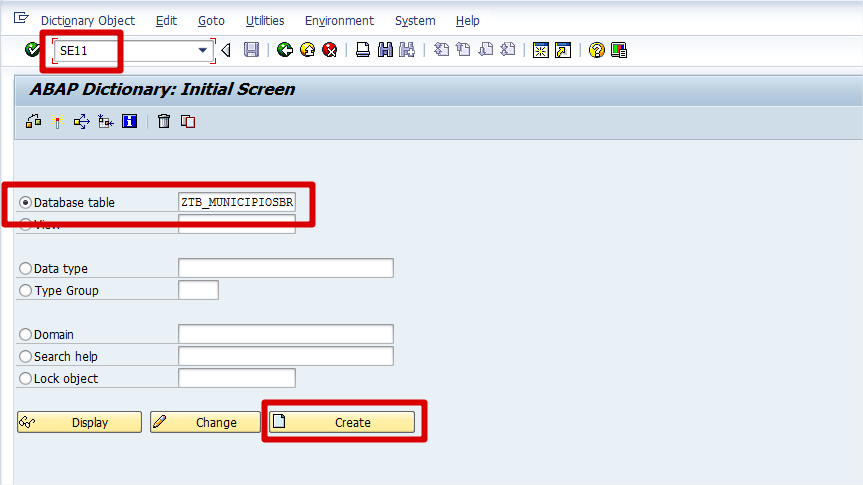 Dictionary Object Edit Goto Utilities Environment System Help
SE11
ABAP Dictionary: Initial Screen
Database table ZTB_MUNICIPIOSBR
View
Data type
Type Group
Domain
Search help
Lock object
Display Change Create